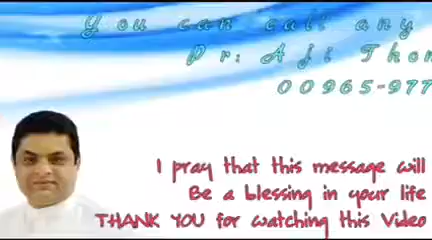 You can call any
Pr: Aji Thom
00965-977
I pray that this message will
Be a blessing in your life
THANK YOU for watching this Video